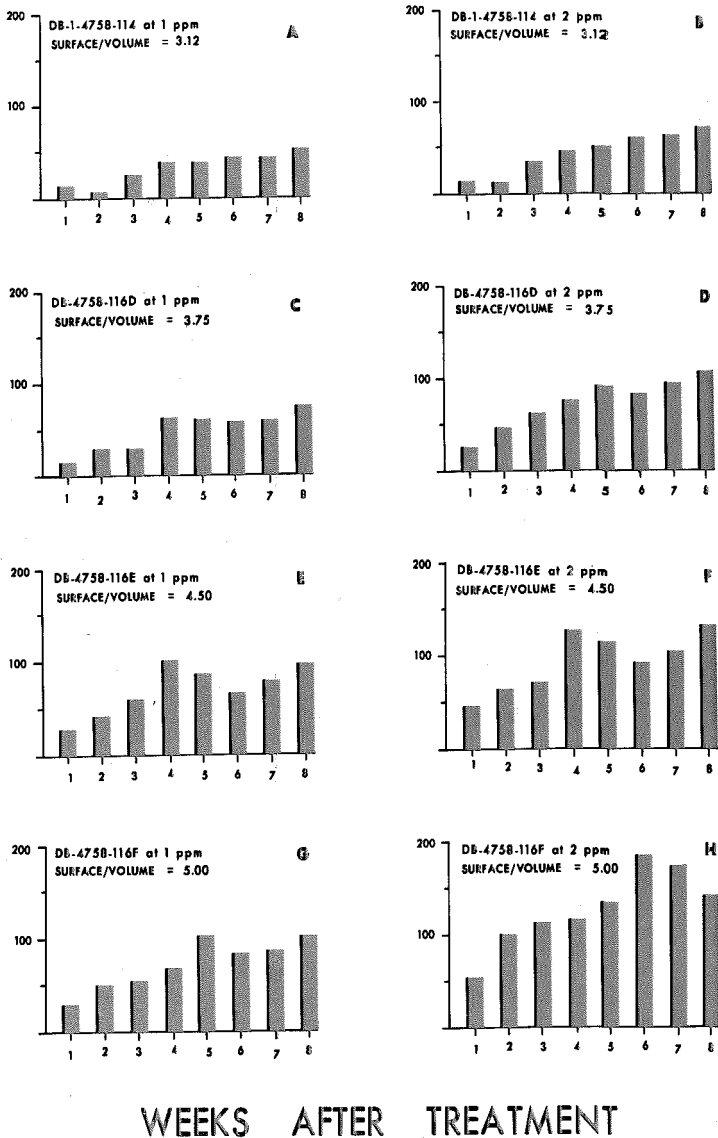 200
DB-1-4758-114 at 1 ppm
SURFACE/VOLUME = 3.12
A
100
1 2 3 4 5 6 7 8
200
DB-1-4758-114 at 2 ppm
SURFACE/VOLUME = 3.12
B
100
1 2 3 4 5 6 7 8
200
DB-4758-116D at 1 ppm
SURFACE/VOLUME = 3.75
C
100
1 2 3 4 5 6 7 8
200
DB-4758-116D at 2 ppm
SURFACE/VOLUME = 3.75
D
100
1 2 3 4 5 6 7 8
200
DB-4758-116E at 1 ppm
SURFACE/VOLUME = 4.50
E
100
1 2 3 4 5 6 7 8
200
DB-4758-116E at 2 ppm
SURFACE/VOLUME = 4.50
F
100
1 2 3 4 5 6 7 8
200
DB-4758-116F at 1 ppm
SURFACE/VOLUME = 5.00
G
100
1 2 3 4 5 6 7 8
200
DB-4758-116F at 2 ppm
SURFACE/VOLUME = 5.00
H
100
1 2 3 4 5 6 7 8
WEEKS AFTER TREATMENT